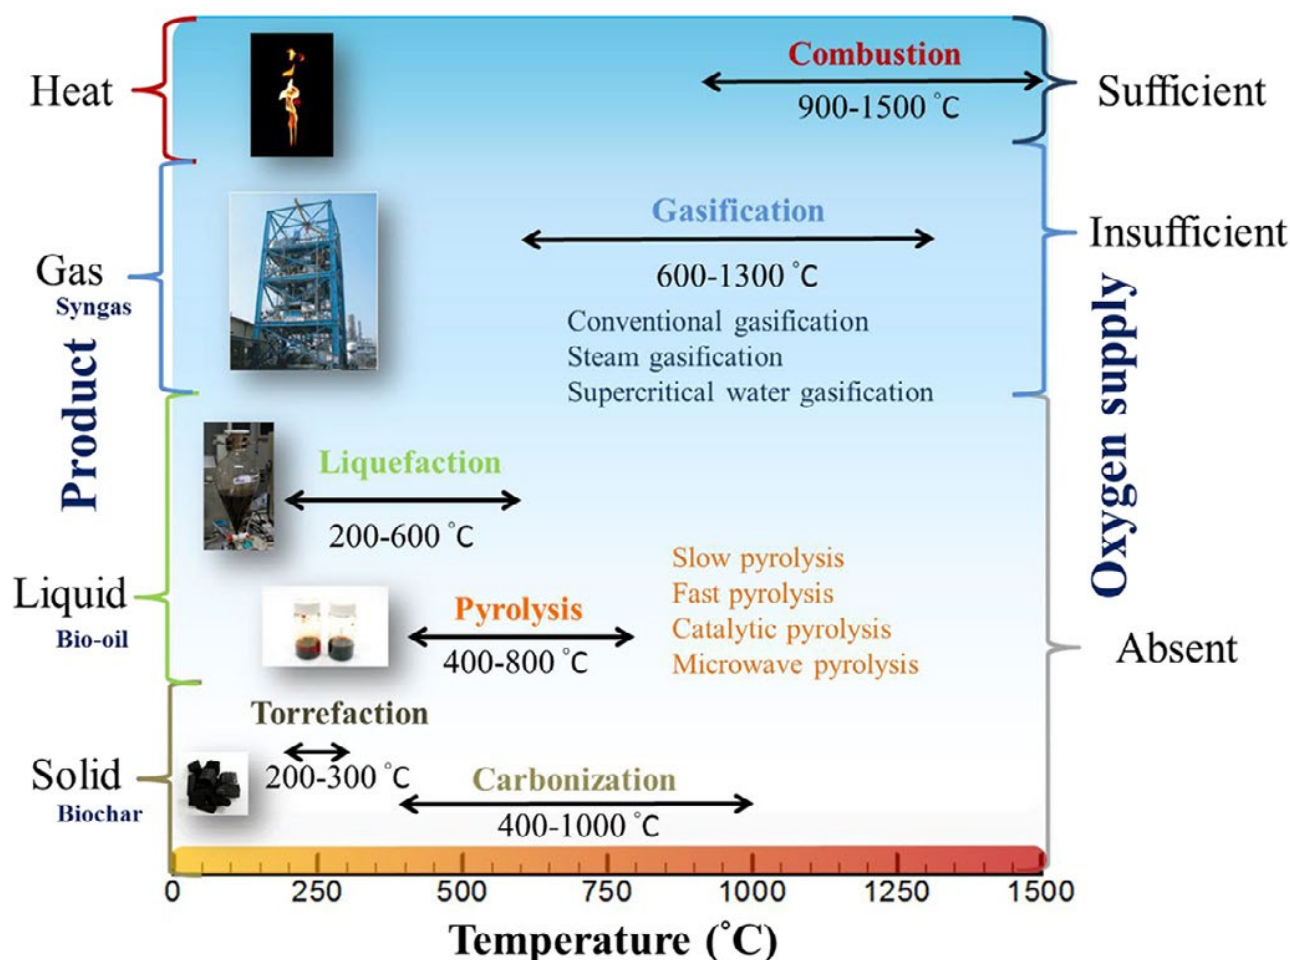 Heat
Combustion
900-1500 °C
Sufficient
Gasification
600-1300 °C
Conventional gasification
Steam gasification
Supercritical water gasification
Insufficient
Gas
Syngas
Product
Oxygen supply
Liquefaction
200-600 °C
Liquid
Bio-oil
Pyrolysis
400-800 °C
Slow pyrolysis
Fast pyrolysis
Catalytic pyrolysis
Microwave pyrolysis
Absent
Torrefaction
200-300 °C
Solid
Biochar
Carbonization
400-1000 °C
0 250 500 750 1000 1250 1500
Temperature (°C)